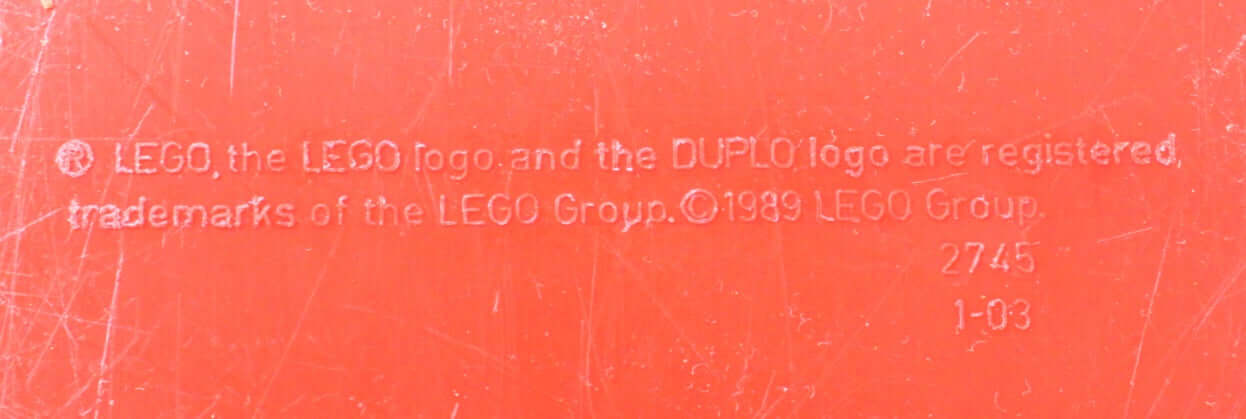 ® LEGO, the LEGO logo and the DUPLO logo are registered
trademarks of the LEGO Group. © 1989 LEGO Group.
2745
1-03